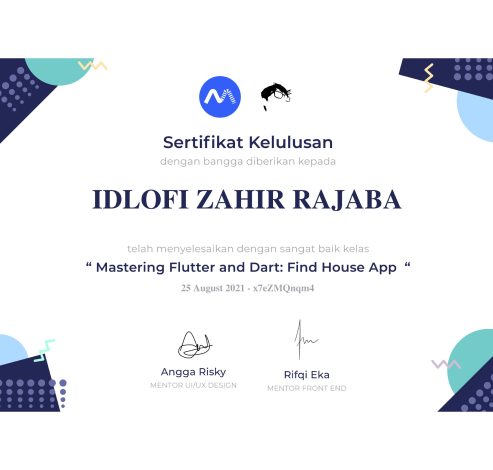 Sertifikat Kelulusan
dengan bangga diberikan kepada
IDLOFI ZAHIR RAJABA
telah menyelesaikan dengan sangat baik kelas
“ Mastering Flutter and Dart: Find House App “
25 August 2021 - x7eZMQnqm4
Angga Risky
MENTOR UI/UX DESIGN
Rifqi Eka
MENTOR FRONT END